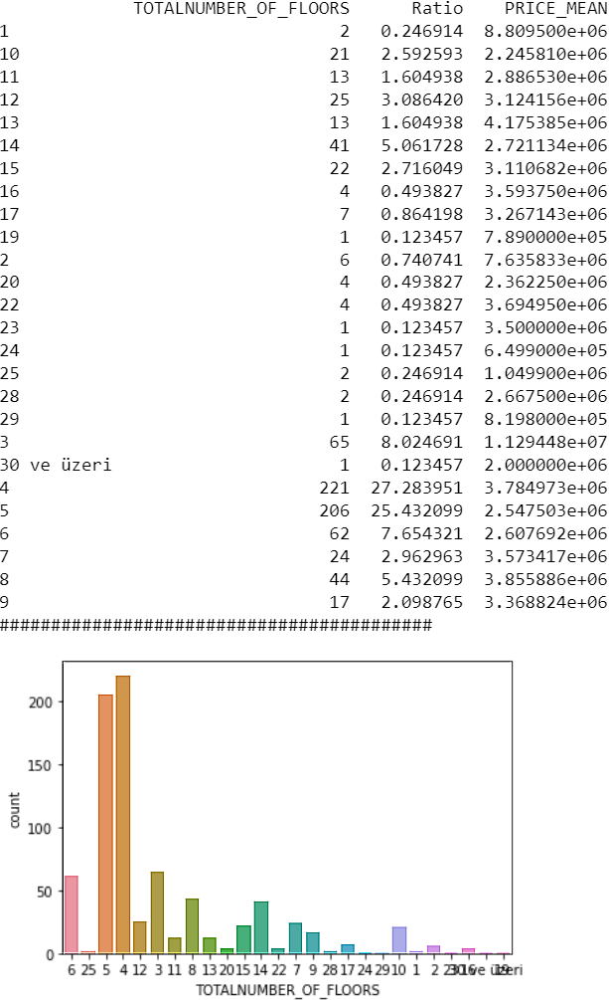 TOTALNUMBER_OF_FLOORS Ratio PRICE_MEAN
1 2 0.246914 8.809500e+06
10 21 2.592593 2.245810e+06
11 13 1.604938 2.886530e+06
12 25 3.086420 3.124156e+06
13 13 1.604938 4.175385e+06
14 41 5.061728 2.721134e+06
15 22 2.716049 3.110682e+06
16 4 0.493827 3.593750e+06
17 7 0.864198 3.267143e+06
19 1 0.123457 7.890000e+05
2 6 0.740741 7.635833e+06
20 4 0.493827 2.362250e+06
22 4 0.493827 3.694950e+06
23 1 0.123457 3.500000e+06
24 1 0.123457 6.499000e+05
25 2 0.246914 1.049900e+06
28 2 0.246914 2.667500e+06
29 1 0.123457 8.198000e+05
3 65 8.024691 1.129448e+07
30 ve üzeri 1 0.123457 2.000000e+06
4 221 27.283951 3.784973e+06
5 206 25.432099 2.547503e+06
6 62 7.654321 2.607692e+06
7 24 2.962963 3.573417e+06
8 44 5.432099 3.855886e+06
9 17 2.098765 3.368824e+06
##########################################
200
150
count
100
50
0
6 25 5 4 12 3 11 8 13 20 15 14 22 7 9 28 17 24 29 10 1 2 ve üzeri
TOTALNUMBER_OF_FLOORS